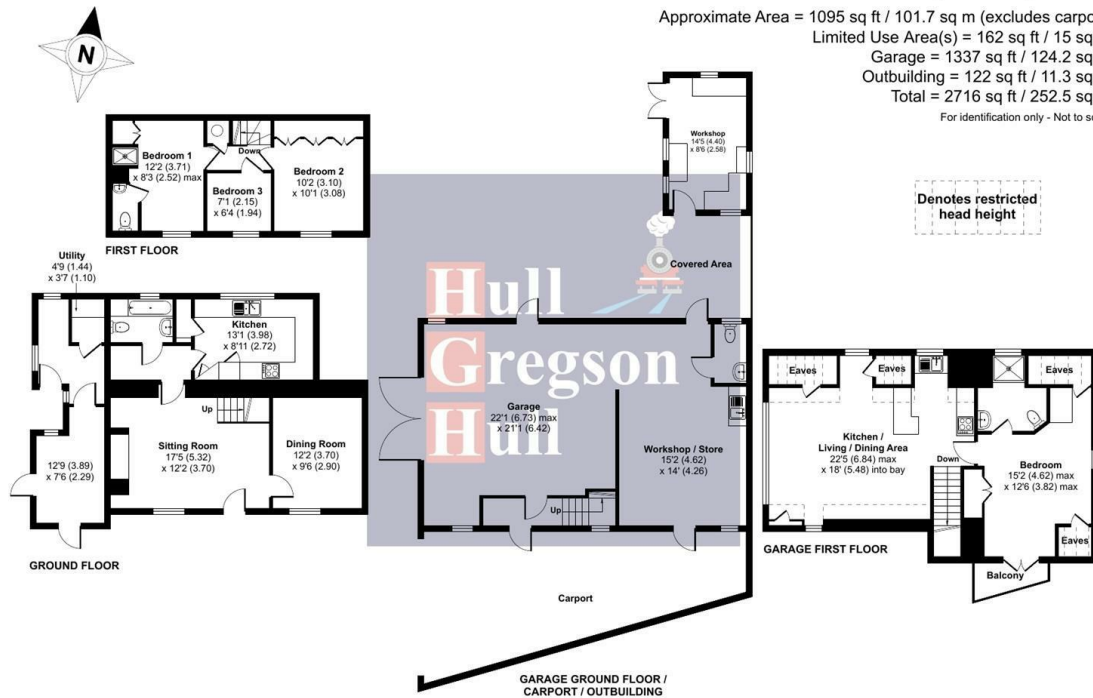 Approximate Area = 1095 sq ft / 101.7 sq m (excludes carpo
Limited Use Area(s) = 162 sq ft / 15 sq
Garage = 1337 sq ft / 124.2 sq
Outbuilding = 122 sq ft / 11.3 sq
Total = 2716 sq ft / 252.5 sq
For identification only - Not to sc
N
Workshop
14'5 (4.40)
x 8'6 (2.58)
Denotes restricted
head height
Bedroom 1
12'2 (3.71)
x 8'3 (2.52) max
Down
Bedroom 3
7'1 (2.15)
x 6'4 (1.94)
Bedroom 2
10'2 (3.10)
x 10'1 (3.08)
FIRST FLOOR
Utility
4'9 (1.44)
x 3'7 (1.10)
Kitchen
13'1 (3.98)
x 8'11 (2.72)
Up
Sitting Room
17'5 (5.32)
x 12'2 (3.70)
Dining Room
12'2 (3.70)
x 9'6 (2.90)
12'9 (3.89)
x 7'6 (2.29)
GROUND FLOOR
Covered Area
Hull
Gregson
Hull
Garage
22'1 (6.73) max
x 21'1 (6.42)
Workshop / Store
15'2 (4.62)
x 14' (4.26)
Up
Carport
GARAGE GROUND FLOOR /
CARPORT / OUTBUILDING
Eaves
Eaves
Eaves
Kitchen /
Living / Dining Area
22'5 (6.84) max
x 18' (5.48) into bay
Down
Bedroom
15'2 (4.62) max
x 12'6 (3.82) max
Eaves
Balcony
GARAGE FIRST FLOOR